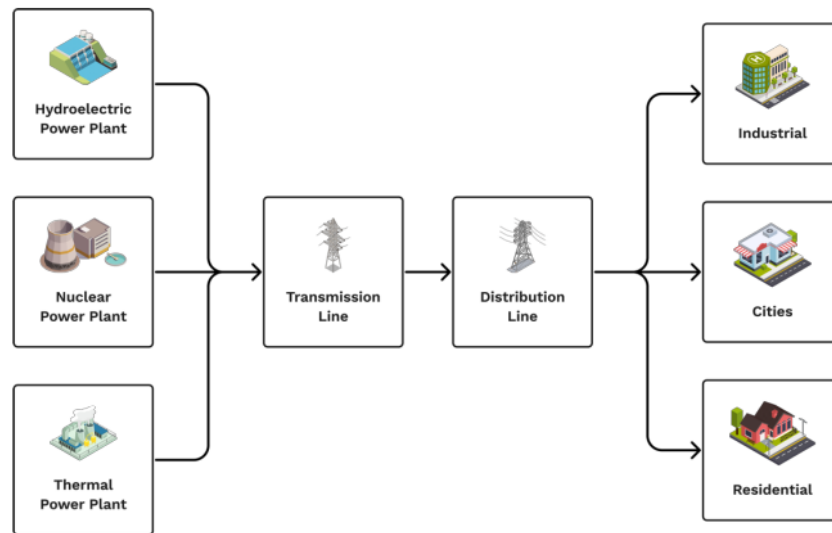 Hydroelectric
Power Plant
Nuclear
Power Plant
Thermal
Power Plant
Transmission
Line
Distribution
Line
H
Industrial
Cities
Residential